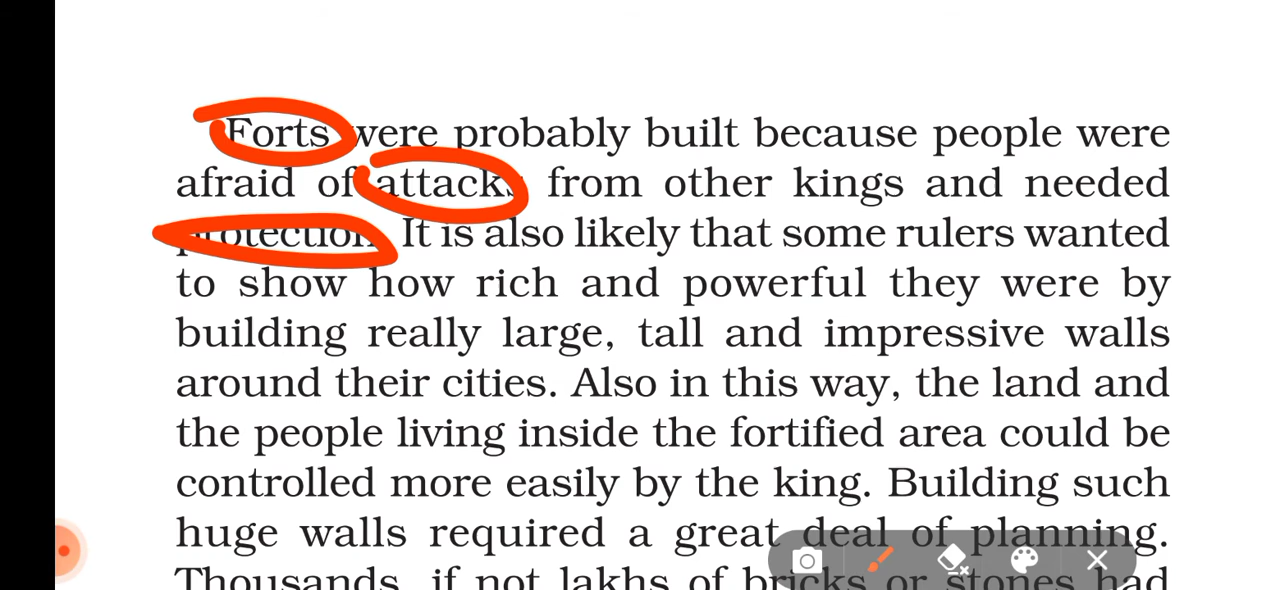 Forts were probably built because people were
afraid of attacks from other kings and needed
protection. It is also likely that some rulers wanted
to show how rich and powerful they were by
building really large, tall and impressive walls
around their cities. Also in this way, the land and
the people living inside the fortified area could be
controlled more easily by the king. Building such
huge walls required a great deal of planning.
Thousands, if not lakhs of bricks or stones had